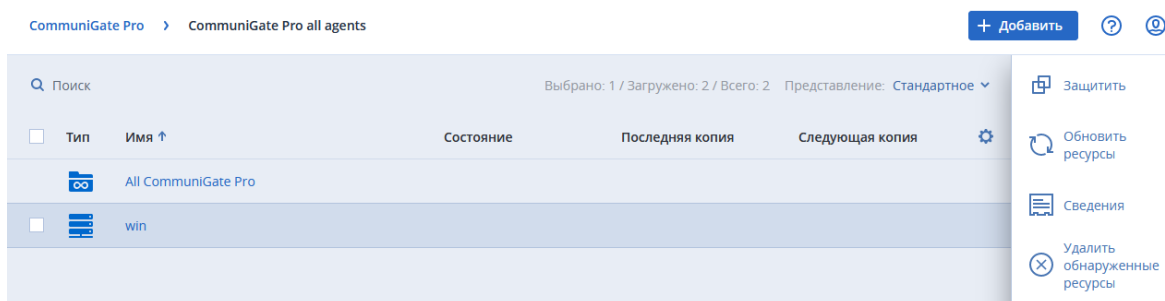 CommuniGate Pro > CommuniGate Pro all agents
+ Добавить
Поиск
Выбрано: 1 / Загружено: 2 / Всего: 2 Представление: Стандартное
Тип Имя ↑ Состояние Последняя копия Следующая копия
All CommuniGate Pro
win
Защитить
Обновить
ресурсы
Сведения
Удалить
обнаруженные
ресурсы